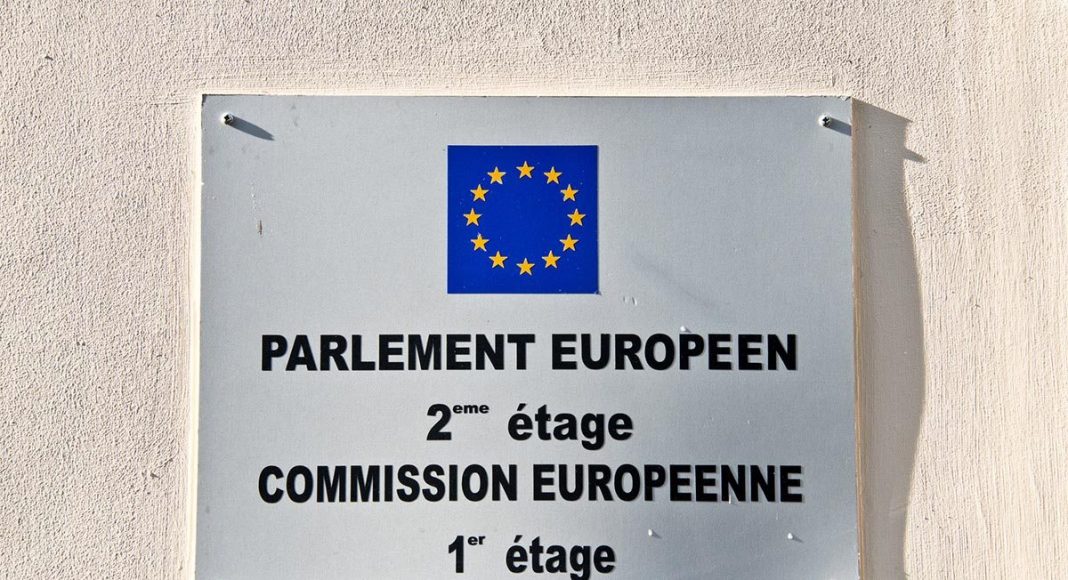 PARLEMENT EUROPEEN
2eme étage
COMMISSION EUROPEENNE
1er étage